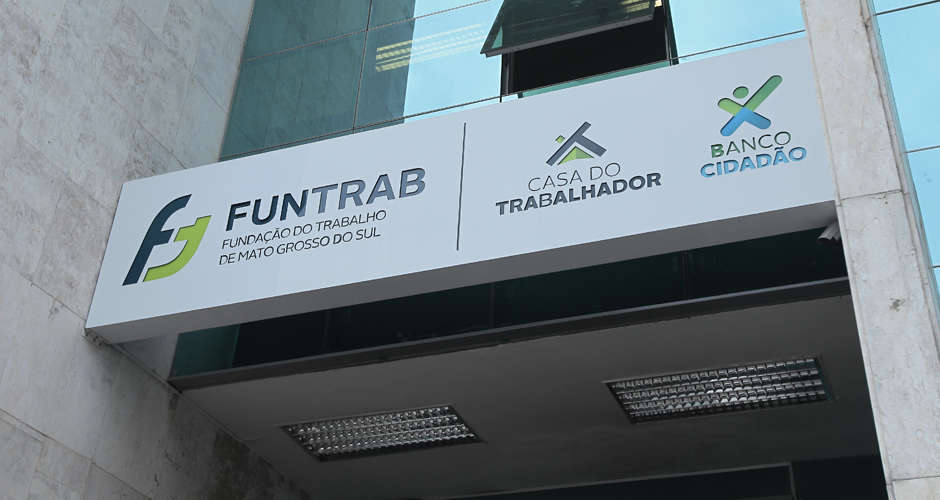 FUNTRAB
FUNDAÇÃO DO TRABALHO
DE MATO GROSSO DO SUL
CASA DO
TRABALHADOR
BANCO
CIDADÃO